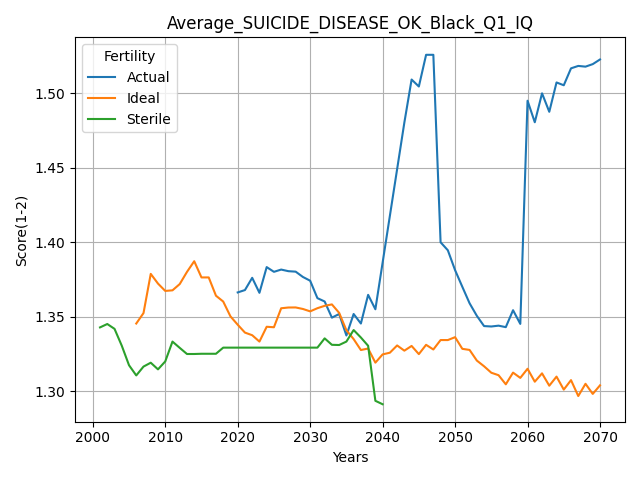 Average_SUICIDE_DISEASE_OK_Black_Q1_IQ
Fertility
Actual
Ideal
Sterile
Score(1-2)
1.50
1.45
1.40
1.35
1.30
2000 2010 2020 2030 2040 2050 2060 2070
Years